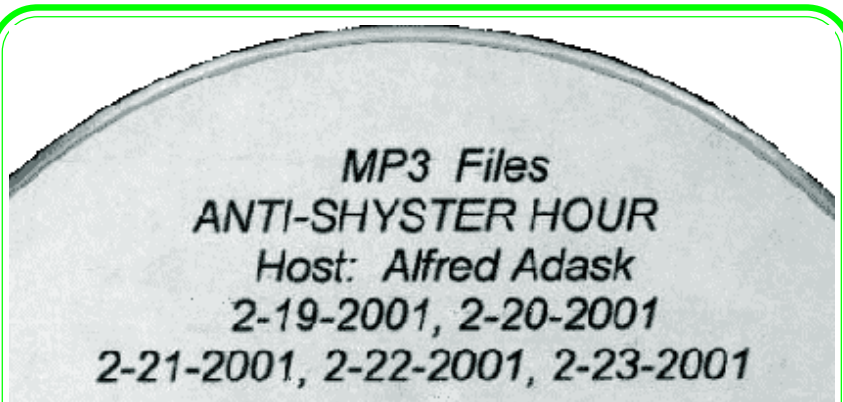 MP3 Files
ANTI-SHYSTER HOUR
Host: Alfred Adask
2-19-2001, 2-20-2001
2-21-2001, 2-22-2001, 2-23-2001